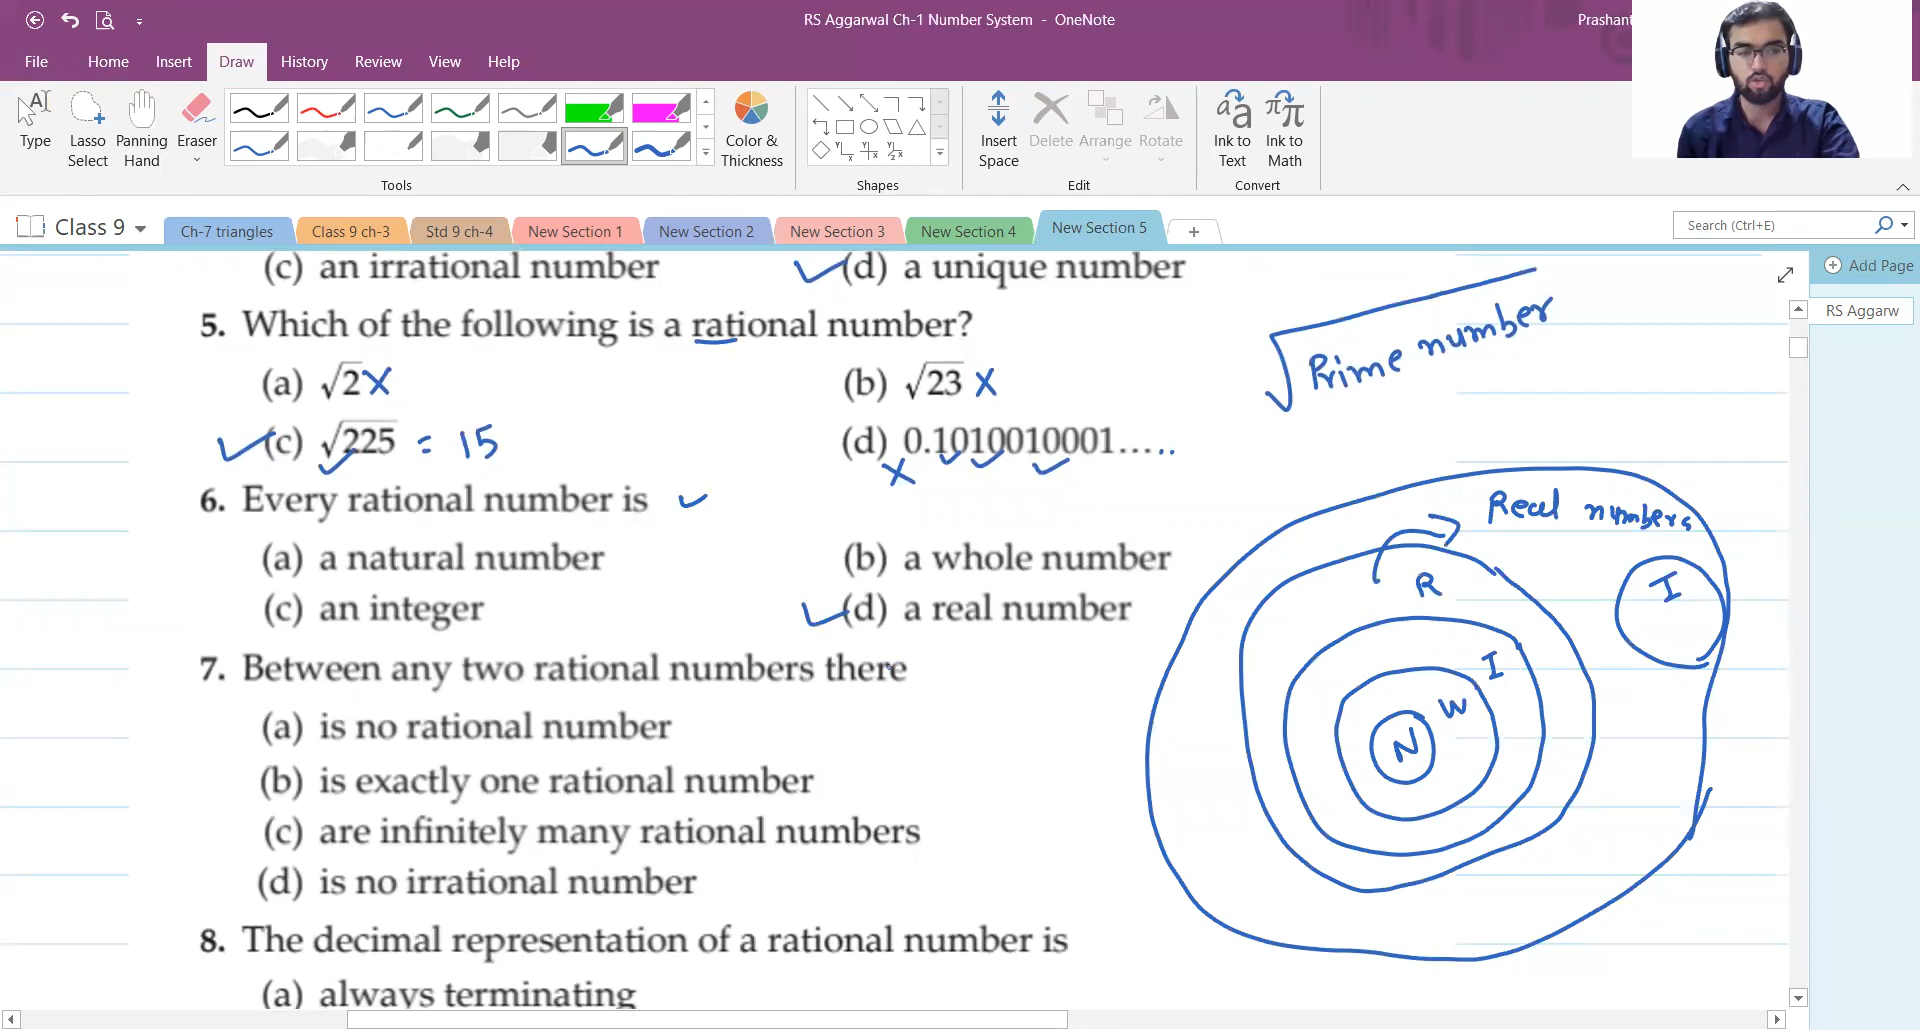 RS Aggarwal Ch-1 Number System - OneNote
Prashant
File Home Insert Draw History Review View Help
Type
Lasso Select
Panning Hand
Eraser
Color & Thickness
Insert Space
Delete
Arrange
Rotate
Ink to Text
Ink to Math
Tools
Shapes
Edit
Convert
Class 9
Ch-7 triangles
Class 9 ch-3
Std 9 ch-4
New Section 1
New Section 2
New Section 3
New Section 4
New Section 5
+
Search (Ctrl+E)
Add Page
RS Aggarw
(c) an irrational number ✓(d) a unique number
5. Which of the following is a rational number?
(a) √2 X (b) √23 X
✓(c) √225 = 15 (d) 0.1010010001.....
X
6. Every rational number is ✓
(a) a natural number (b) a whole number
(c) an integer ✓(d) a real number
7. Between any two rational numbers there
(a) is no rational number
(b) is exactly one rational number
(c) are infinitely many rational numbers
(d) is no irrational number
8. The decimal representation of a rational number is
(a) always terminating
√Prime number
Real numbers
R
I
I
W
N